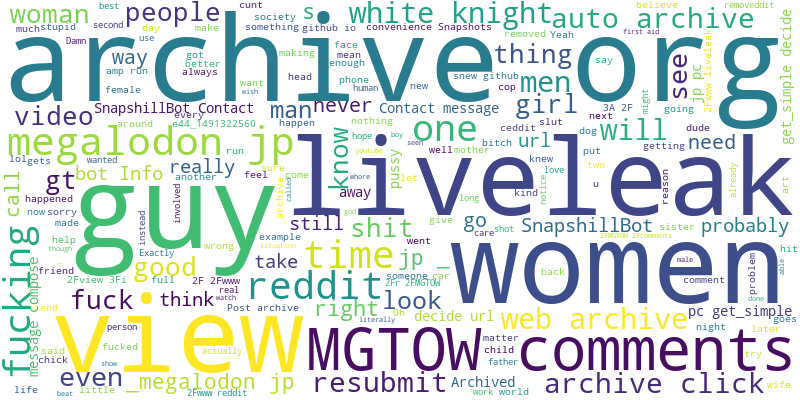 woman much stupid best day second people cunt society something use make github io convenience Snapshots s white knight believe removed removeddit Yeah auto archive first aid
archive org
Damn way got better always making face mean enough phone thing men say see jp pc 2Fwww liveleak get_simple decide
amp run female SnapshillBot Contact man never Contact message want head human wish new snew github cop girl 3A 2F going might
video every e44_1491322560 happen nothing next ceddit slut dog will dude
megalodon jp around run hope boy seen one url put getting need
lol gets wanted bot Info really another sure feel come know youtube whore pussy bitch well mother knew love two u reason already art
guy liveleak
call gt happened away let long kind notice
now sorry made instead involved archive called still god give go care shot SnapshillBot sister probably hit able
fucking help though Exactly wrong example shit went time jp _ 2FMGTOW 2Fcomments male problem
friend 2Fview 3Fi full good situation take someone car 2Fr 2FMGTOW back women comment done
message compose fuck 2F 2Fwww real watch think reddit look Oh decide url pc get_simple goes
view Post archive right web archive night later
end said person fucked literally MGTOW comments matter child father try
chick actually
even _megalodon jp resubmit Archived archive click wife
life little beat show 2Fww reddit work world